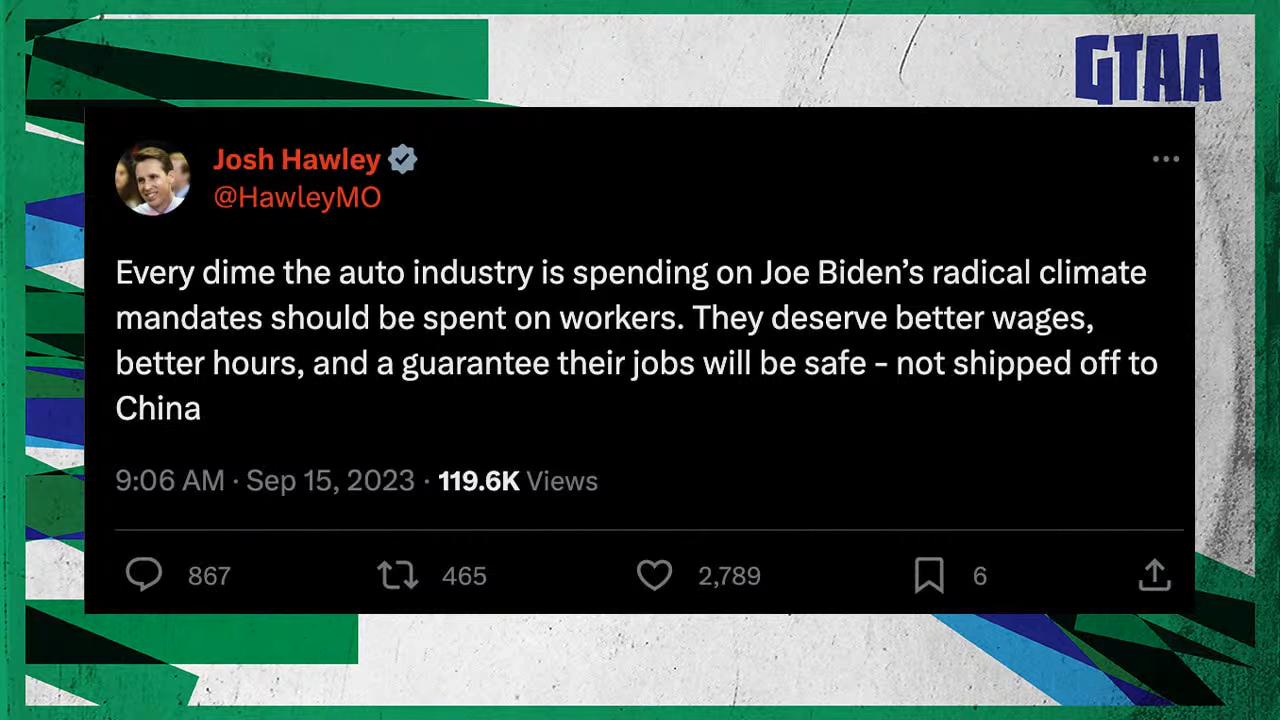 GTAA
Josh Hawley
@HawleyMO
Every dime the auto industry is spending on Joe Biden’s radical climate
mandates should be spent on workers. They deserve better wages,
better hours, and a guarantee their jobs will be safe – not shipped off to
China
9:06 AM · Sep 15, 2023 · 119.6K Views
867 465 2,789 6